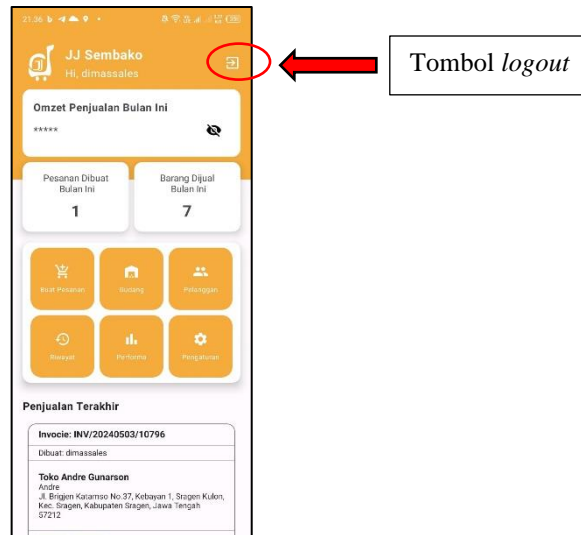 21.36
JJ Sembako
Hi, dimassales
Tombol logout
Omzet Penjualan Bulan Ini
*****
Pesanan Dibuat
Bulan Ini
1
Barang Dijual
Bulan Ini
7
Buat Pesanan
Gudang
Pelanggan
Riwayat
Performa
Pengaturan
Penjualan Terakhir
Invocie: INV/20240503/10796
Dibuat: dimassales
Toko Andre Gunarson
Andre
Jl. Brigjen Katamso No.37, Kebayan 1, Sragen Kulon,
Kec. Sragen, Kabupaten Sragen, Jawa Tengah
57212